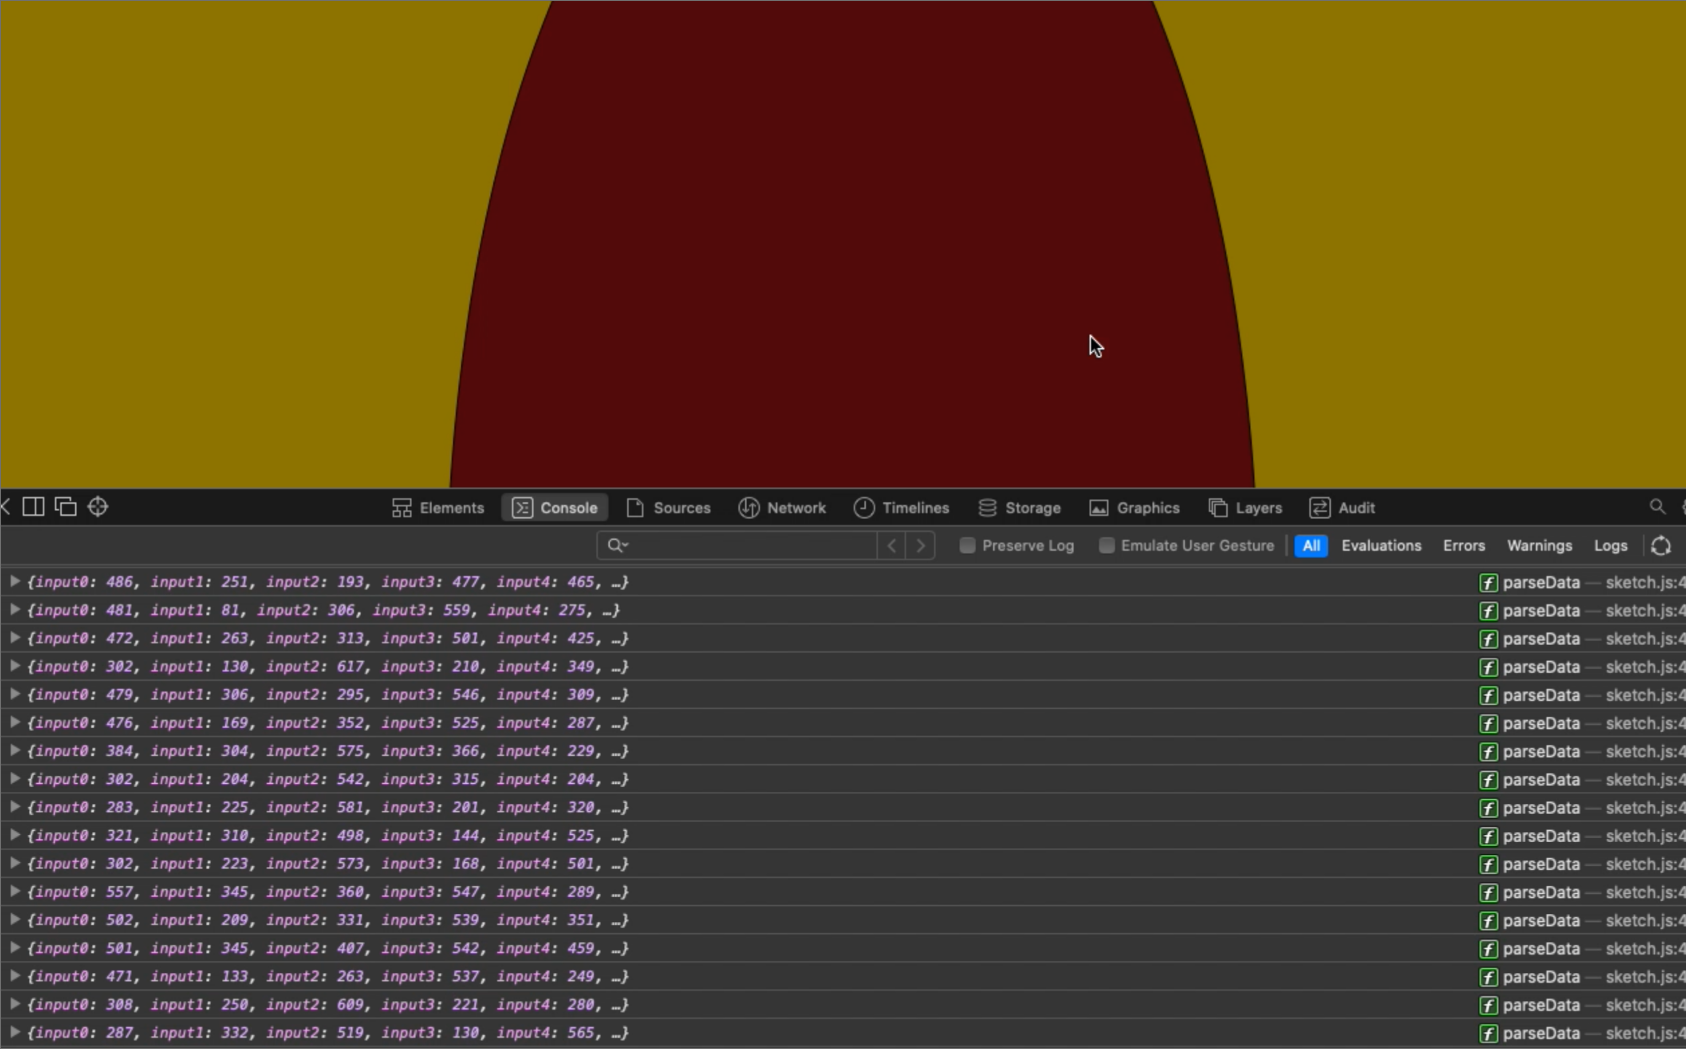 Elements Console Sources Network Timelines Storage Graphics Layers Audit
Preserve Log Emulate User Gesture All Evaluations Errors Warnings Logs
{input0: 486, input1: 251, input2: 193, input3: 477, input4: 465, …} f parseData — sketch.js:4
{input0: 481, input1: 81, input2: 306, input3: 559, input4: 275, …} f parseData — sketch.js:4
{input0: 472, input1: 263, input2: 313, input3: 501, input4: 425, …} f parseData — sketch.js:4
{input0: 302, input1: 130, input2: 617, input3: 210, input4: 349, …} f parseData — sketch.js:4
{input0: 479, input1: 306, input2: 295, input3: 546, input4: 309, …} f parseData — sketch.js:4
{input0: 476, input1: 169, input2: 352, input3: 525, input4: 287, …} f parseData — sketch.js:4
{input0: 384, input1: 304, input2: 575, input3: 366, input4: 229, …} f parseData — sketch.js:4
{input0: 302, input1: 204, input2: 542, input3: 315, input4: 204, …} f parseData — sketch.js:4
{input0: 283, input1: 225, input2: 581, input3: 201, input4: 320, …} f parseData — sketch.js:4
{input0: 321, input1: 310, input2: 498, input3: 144, input4: 525, …} f parseData — sketch.js:4
{input0: 302, input1: 223, input2: 573, input3: 168, input4: 501, …} f parseData — sketch.js:4
{input0: 557, input1: 345, input2: 360, input3: 547, input4: 289, …} f parseData — sketch.js:4
{input0: 502, input1: 209, input2: 331, input3: 539, input4: 351, …} f parseData — sketch.js:4
{input0: 501, input1: 345, input2: 407, input3: 542, input4: 459, …} f parseData — sketch.js:4
{input0: 471, input1: 133, input2: 263, input3: 537, input4: 249, …} f parseData — sketch.js:4
{input0: 308, input1: 250, input2: 609, input3: 221, input4: 280, …} f parseData — sketch.js:4
{input0: 287, input1: 332, input2: 519, input3: 130, input4: 565, …} f parseData — sketch.js:4